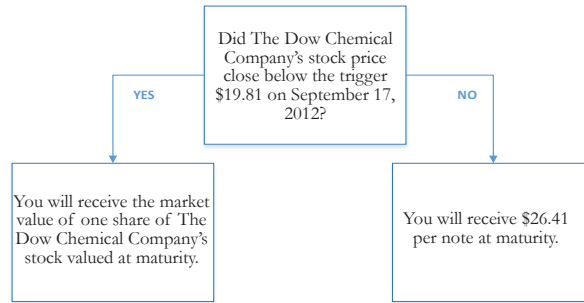 Did The Dow Chemical
Company's stock price
close below the trigger
$19.81 on September 17,
2012?
YES
NO
You will receive the market
value of one share of The
Dow Chemical Company's
stock valued at maturity.
You will receive $26.41
per note at maturity.